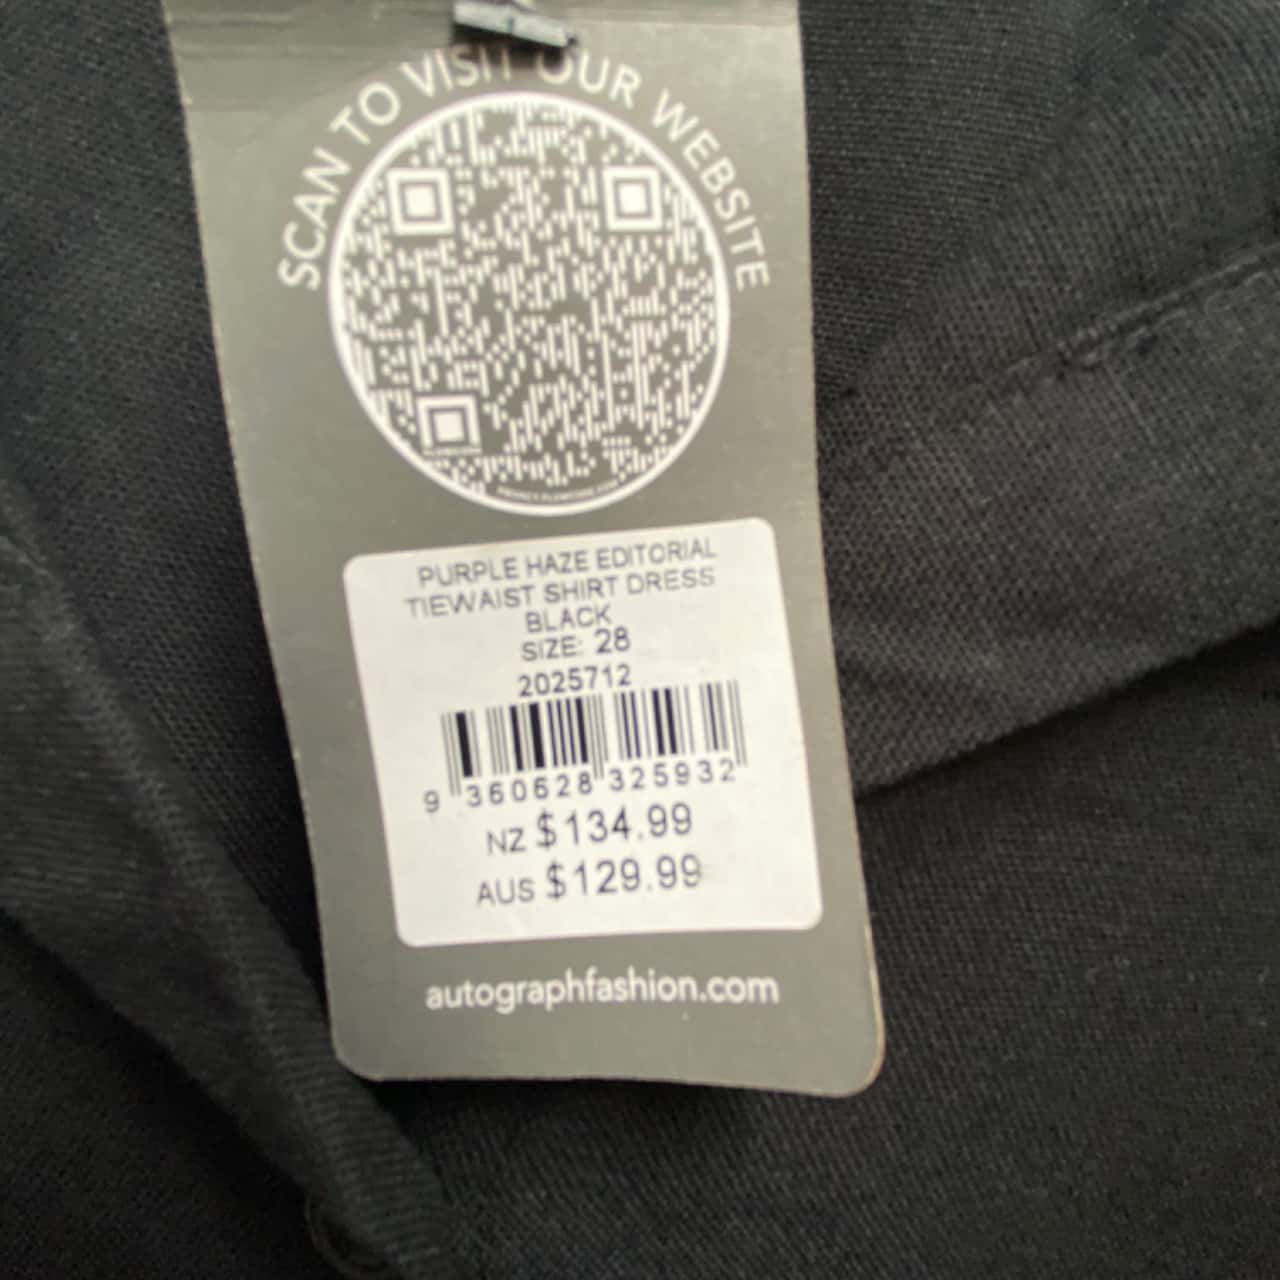 SCAN TO VISIT OUR WEBSITE
PURPLE HAZE EDITORIAL
TIEWAIST SHIRT DRESS
BLACK
SIZE: 28
2025712
9 360628 325932
NZ $134.99
AUS $129.99
autographfashion.com